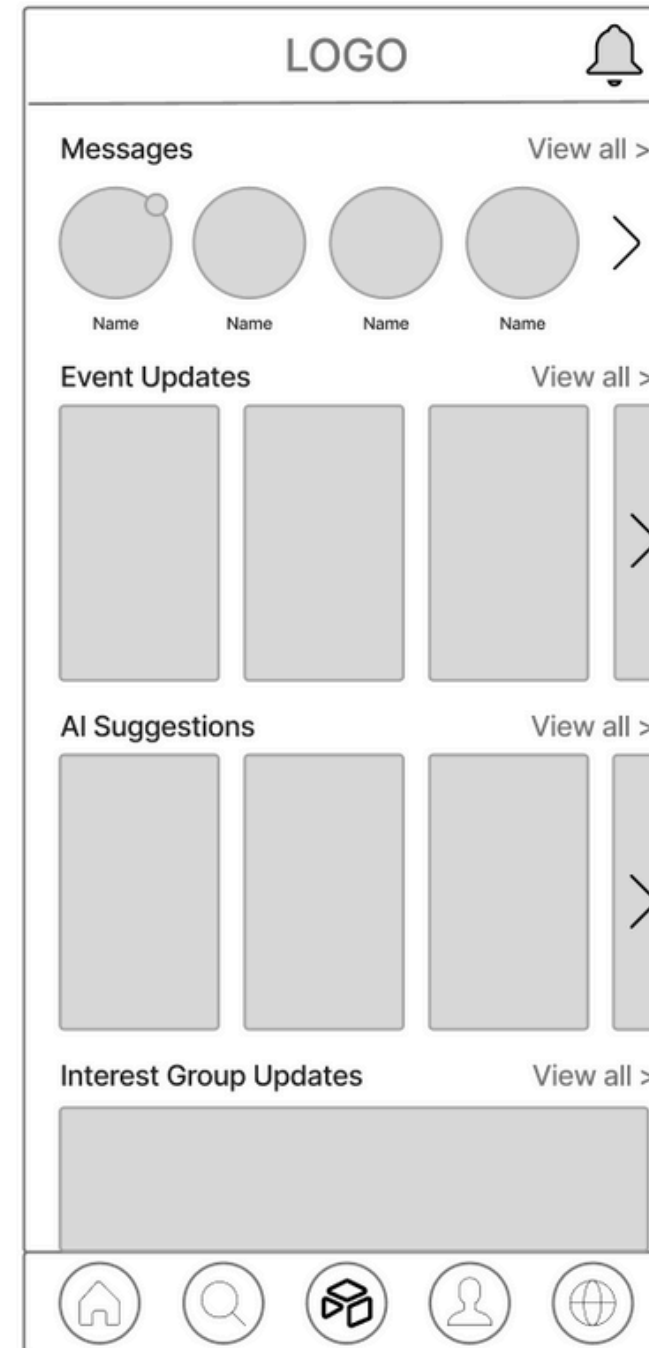 LOGO
Messages View all >
Name Name Name Name
Event Updates View all >
AI Suggestions View all >
Interest Group Updates View all >